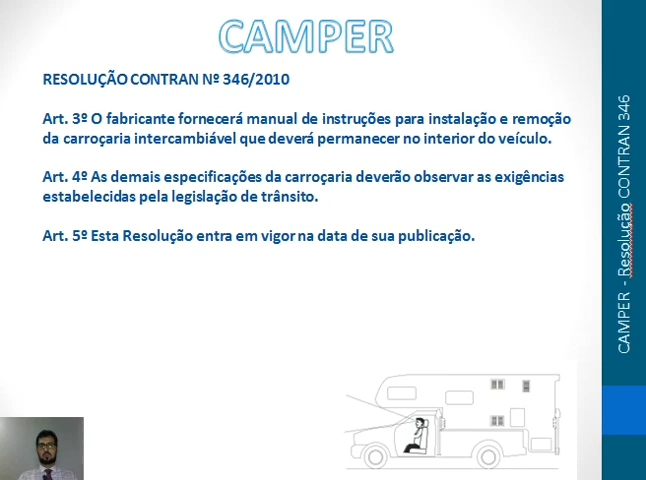 CAMPER
RESOLUÇÃO CONTRAN Nº 346/2010
Art. 3º O fabricante fornecerá manual de instruções para instalação e remoção
da carroçaria intercambiável que deverá permanecer no interior do veículo.
Art. 4º As demais especificações da carroçaria deverão observar as exigências
estabelecidas pela legislação de trânsito.
Art. 5º Esta Resolução entra em vigor na data de sua publicação.
CAMPER - Resolução CONTRAN 346